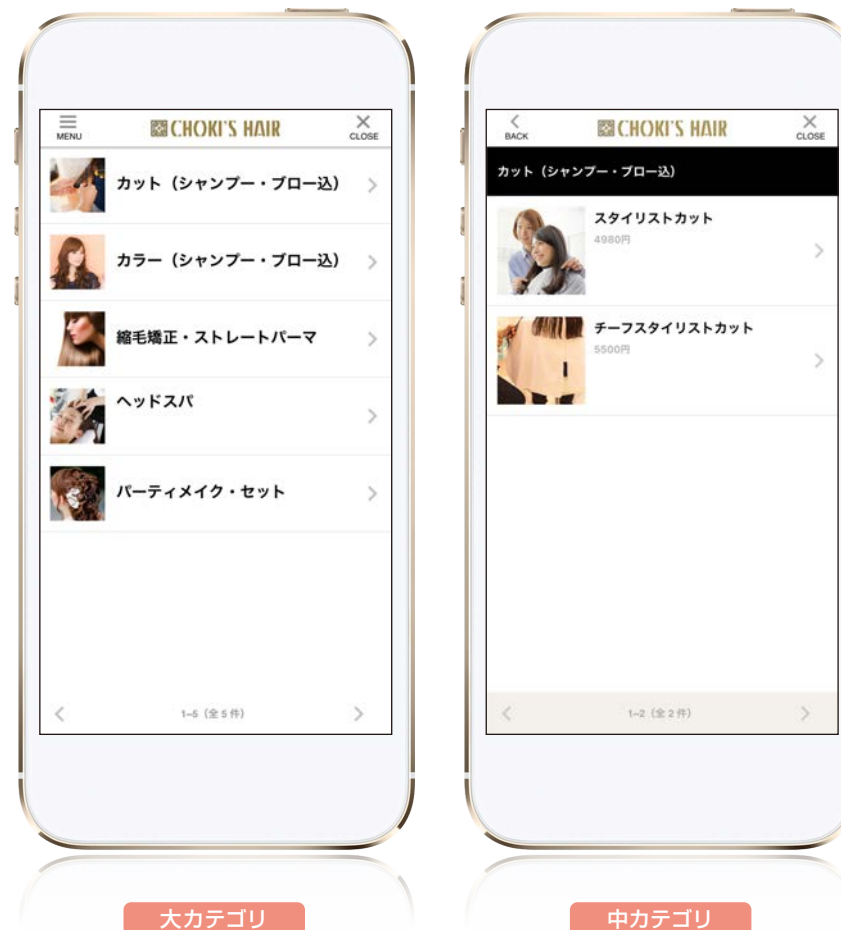 MENU
CHOKI'S HAIR
CLOSE
カット（シャンプー・ブロー込）
カラー（シャンプー・ブロー込）
縮毛矯正・ストレートパーマ
ヘッドスパ
パーティメイク・セット
1–5（全5件）
大カテゴリ
BACK
CHOKI'S HAIR
CLOSE
カット（シャンプー・ブロー込）
スタイリストカット
4980円
チーフスタイリストカット
5500円
1–2（全2件）
中カテゴリ